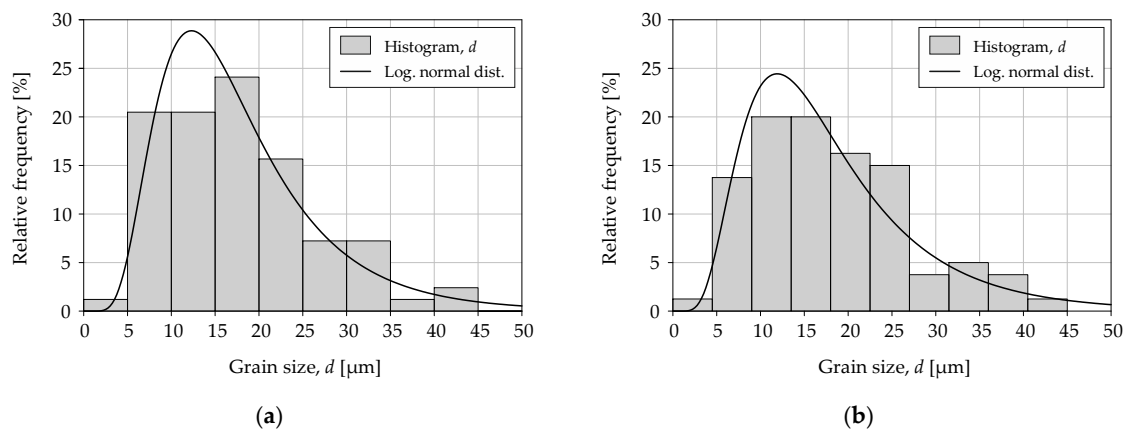 30
25
20
15
10
5
0
Relative frequency [%]
Histogram, d
Log. normal dist.
0 5 10 15 20 25 30 35 40 45 50
Grain size, d [µm]
(a)
30
25
20
15
10
5
0
Relative frequency [%]
Histogram, d
Log. normal dist.
0 5 10 15 20 25 30 35 40 45 50
Grain size, d [µm]
(b)